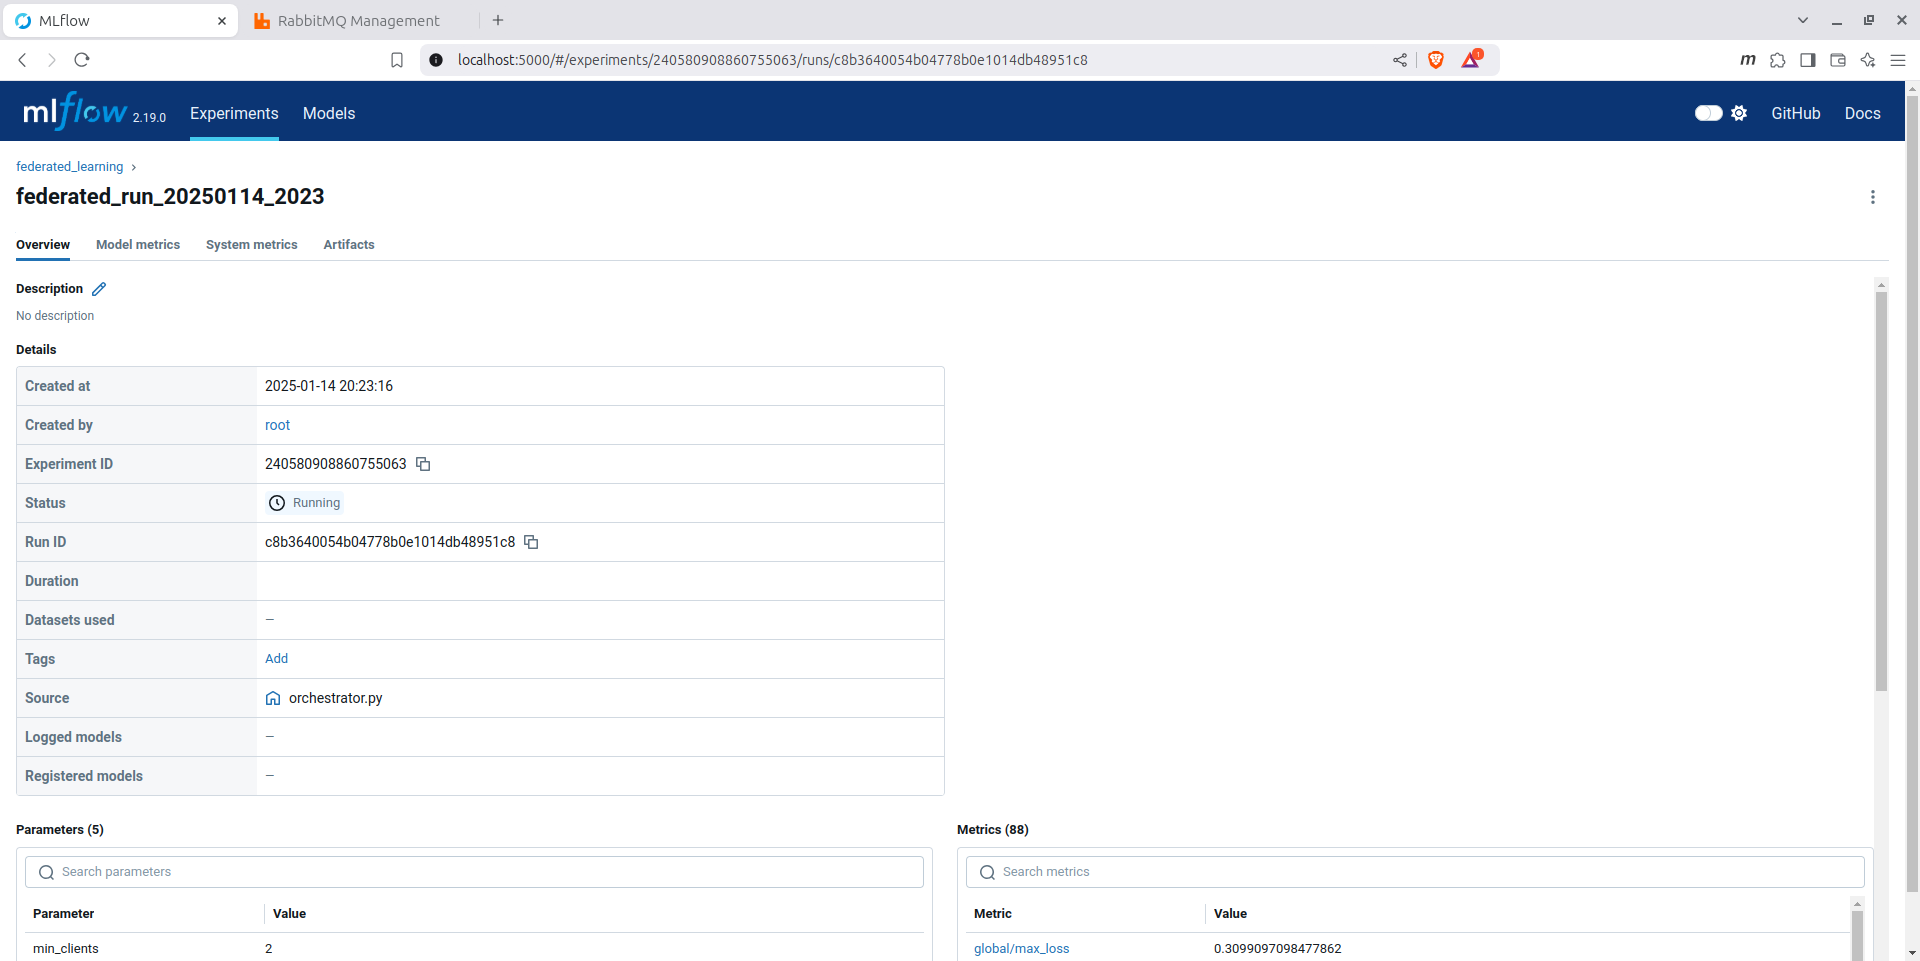 MLflow
RabbitMQ Management
localhost:5000/#/experiments/240580908860755063/runs/c8b3640054b04778b0e1014db48951c8
1
m
mlflow 2.19.0
Experiments
Models
GitHub
Docs
federated_learning
federated_run_20250114_2023
Overview
Model metrics
System metrics
Artifacts
Description
No description
Details
Created at 2025-01-14 20:23:16
Created by root
Experiment ID 240580908860755063
Status Running
Run ID c8b3640054b04778b0e1014db48951c8
Duration
Datasets used —
Tags Add
Source orchestrator.py
Logged models —
Registered models —
Parameters (5)
Search parameters
Parameter Value
min_clients 2
Metrics (88)
Search metrics
Metric Value
global/max_loss 0.3099097098477862